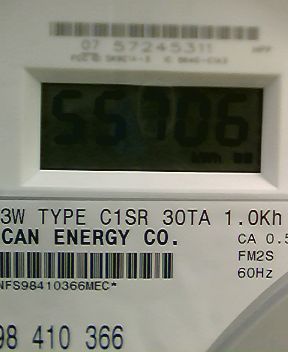 07 57245311
55706
kWh
3W TYPE C1SR 30TA 1.0Kh
CAN ENERGY CO.
CA 0.5
FM2S
60Hz
NFS98410366MEC*
98 410 366